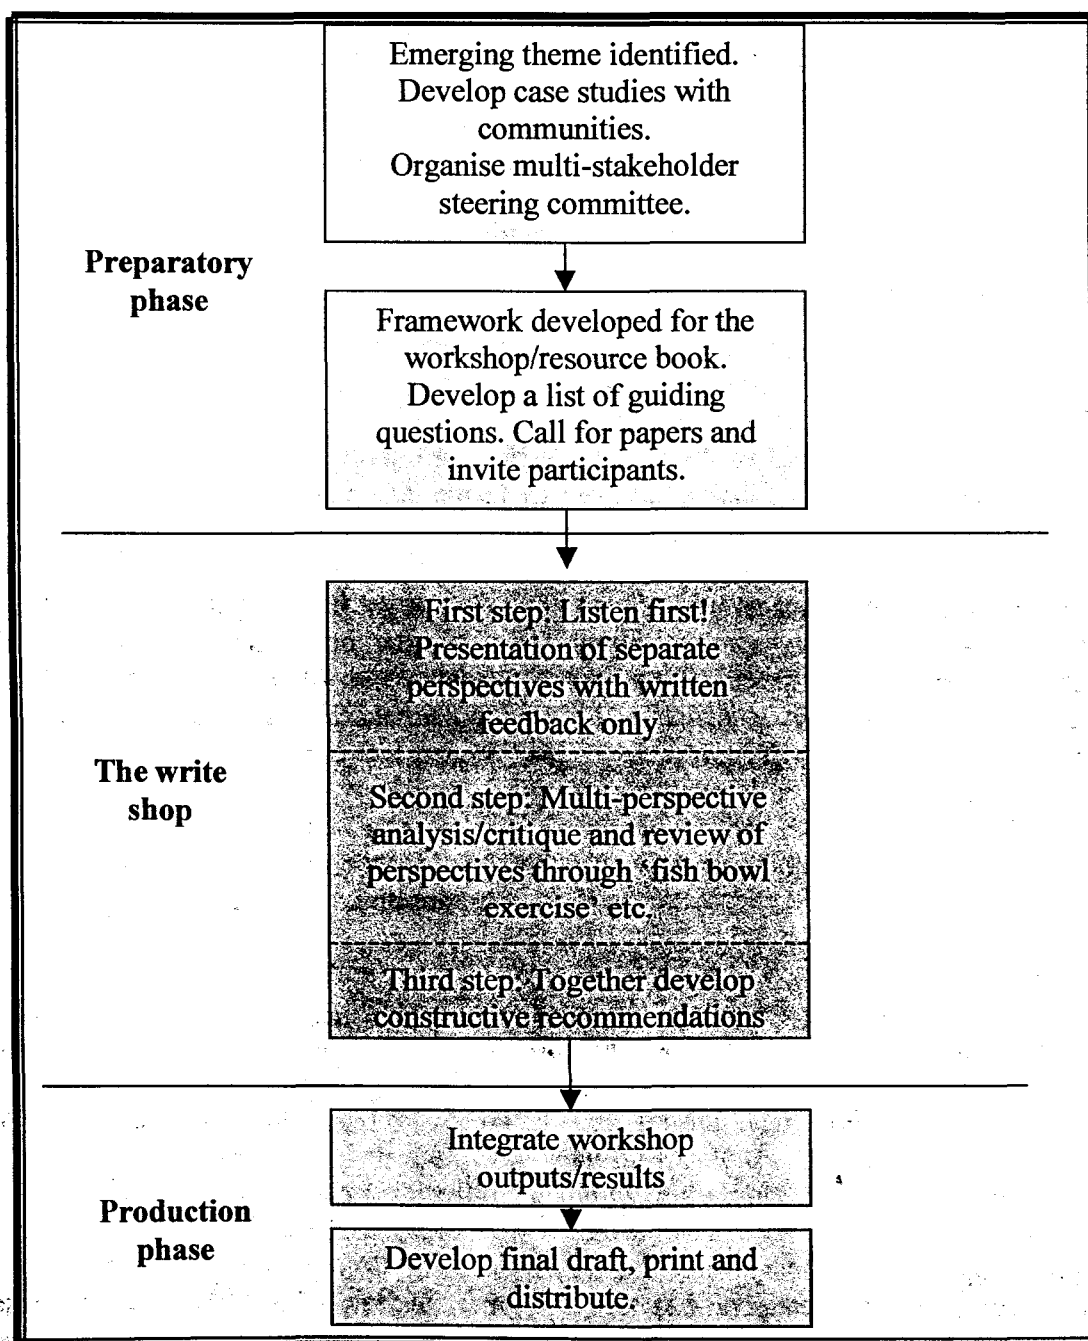 Emerging theme identified.
Develop case studies with
communities.
Organise multi-stakeholder
steering committee.
Preparatory
phase
Framework developed for the
workshop/resource book.
Develop a list of guiding
questions. Call for papers and
invite participants.
First step: Listen first!
Presentation of separate
perspectives with written
feedback only
The write
shop
Second step: Multi-perspective
analysis/critique and review of
perspectives through ‘fish bowl
exercise’ etc.
Third step: Together develop
constructive recommendations
Integrate workshop
outputs/results
Production
phase
Develop final draft, print and
distribute.